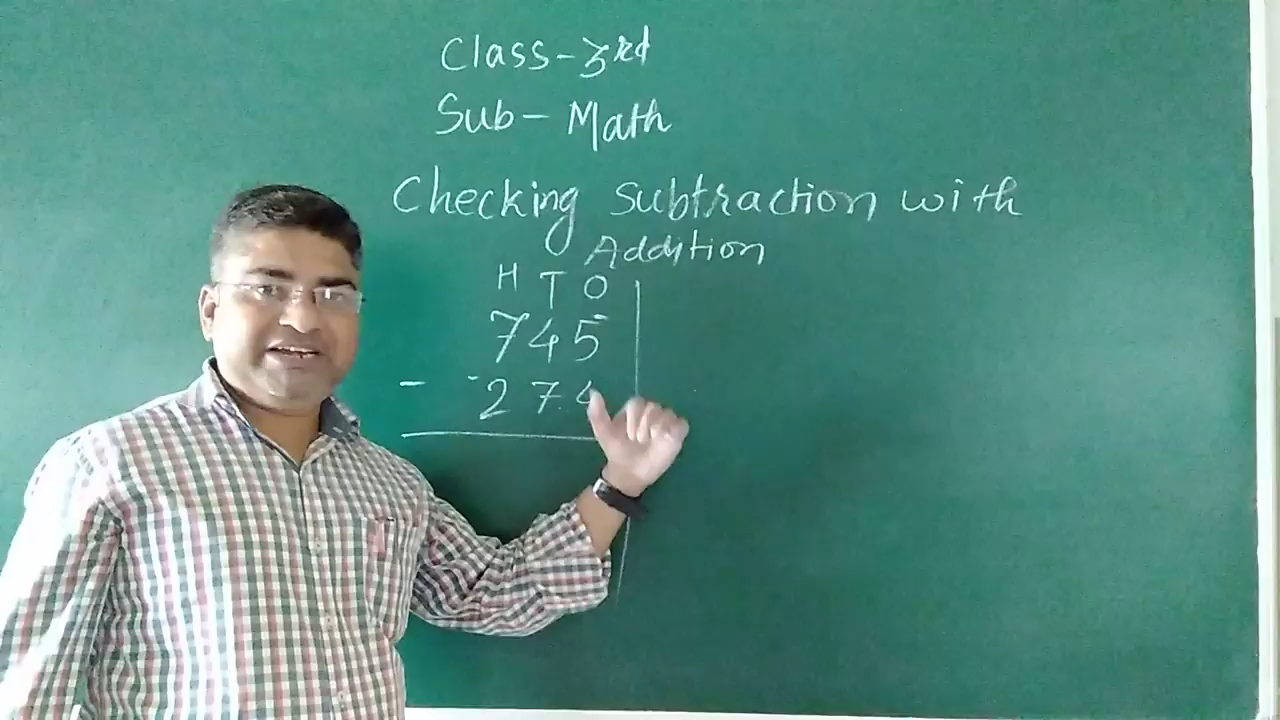 Class-3rd
Sub- Math
Checking subtraction with
Addition
H T O
745
- 274